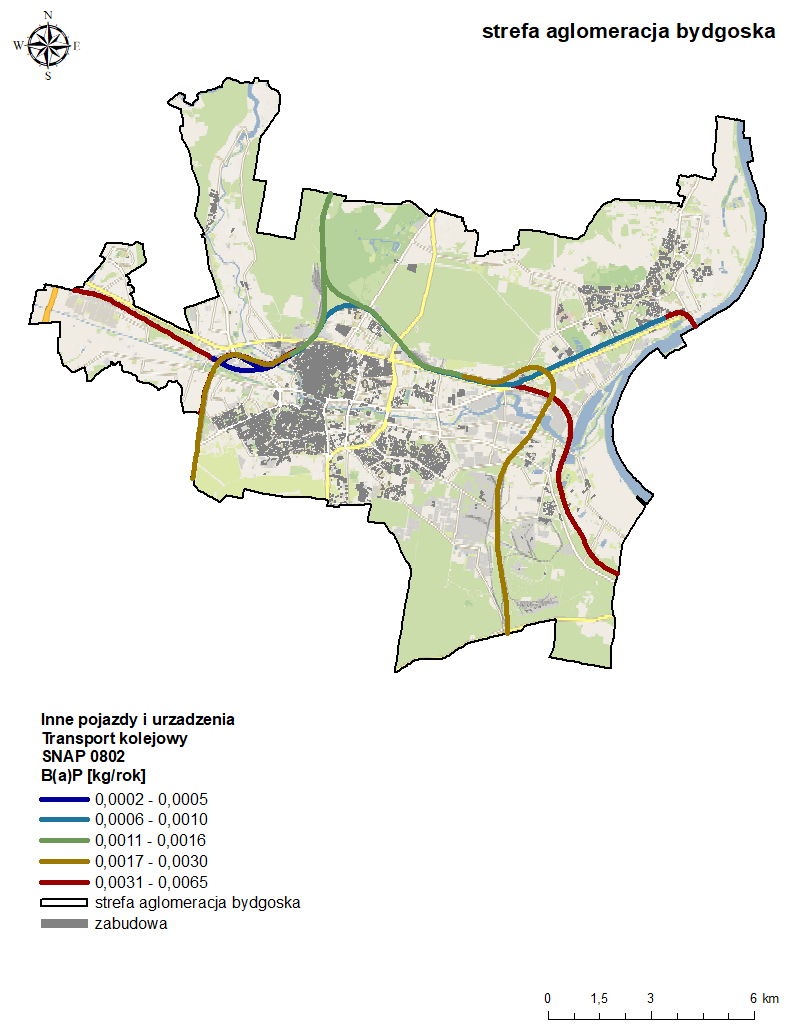 N
W E
S
strefa aglomeracja bydgoska
Inne pojazdy i urzadzenia
Transport kolejowy
SNAP 0802
B(a)P [kg/rok]
0,0002 - 0,0005
0,0006 - 0,0010
0,0011 - 0,0016
0,0017 - 0,0030
0,0031 - 0,0065
strefa aglomeracja bydgoska
zabudowa
0 1,5 3 6 km